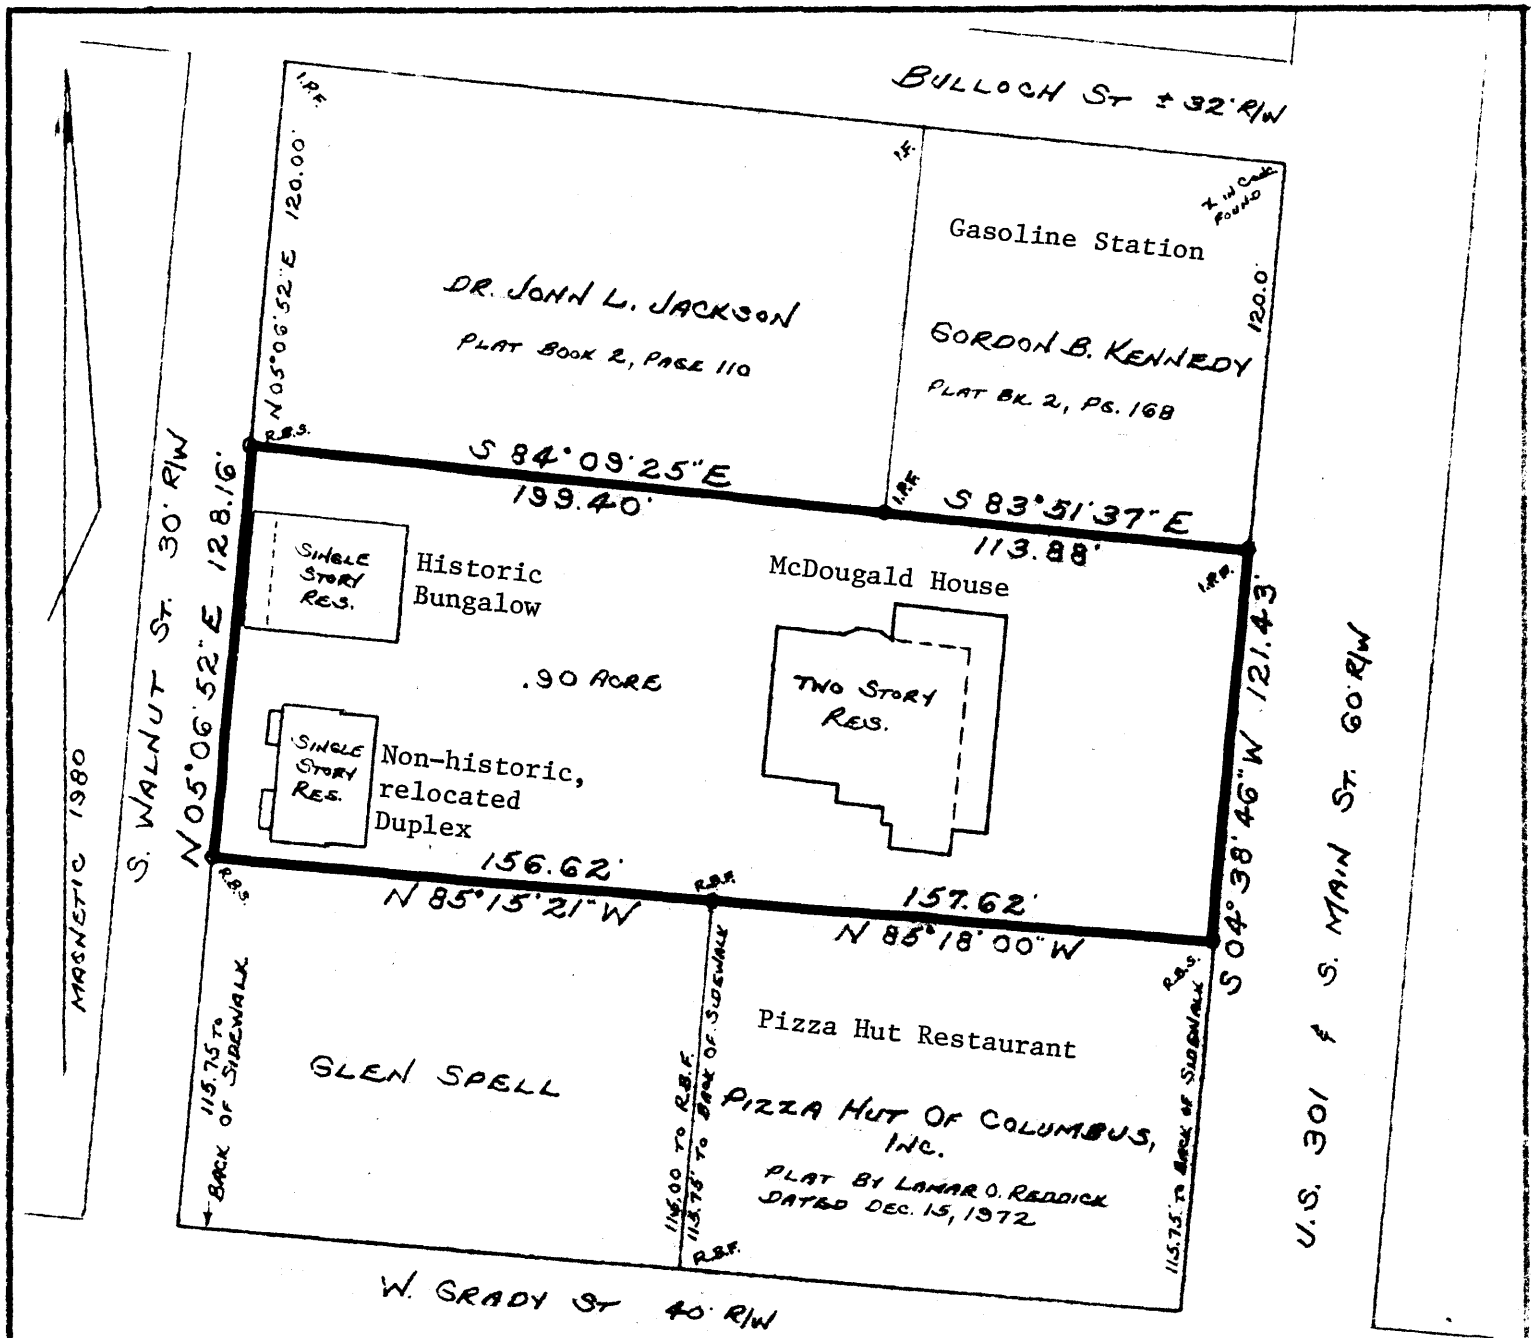 BULLOCH ST ± 32' R/W
I.P.F.
I.F.
X IN CONC.
FOUND
N 05°06'52"E 120.00'
Gasoline Station
120.0'
DR. JOHN L. JACKSON
PLAT BOOK 2, PAGE 110
GORDON B. KENNEDY
PLAT BK. 2, PG. 168
R.B.S.
S 84°09'25"E
199.40'
I.P.F.
S 83°51'37"E
113.88'
I.P.F.
S. WALNUT ST. 30' R/W
N 05°06'52"E 128.16'
SINGLE
STORY
RES.
Historic
Bungalow
McDougald House
TWO STORY
RES.
.90 ACRE
SINGLE
STORY
RES.
Non-historic,
relocated
Duplex
S 04°38'46"W 121.43'
U.S. 301 & S. MAIN ST. 60' R/W
MAGNETIC 1980
156.62'
N 85°15'21"W
R.B.S.
R.B.F.
157.62'
N 85°18'00"W
R.B.S.
115.75 TO
BACK OF SIDEWALK
GLEN SPELL
116.00 TO R.B.F.
115.75' TO BACK OF SIDEWALK
Pizza Hut Restaurant
PIZZA HUT OF COLUMBUS,
INC.
PLAT BY LAMAR O. REDDICK
DATED DEC. 15, 1972
115.75' TO BACK OF SIDEWALK
R.B.F.
W. GRADY ST 40' R/W